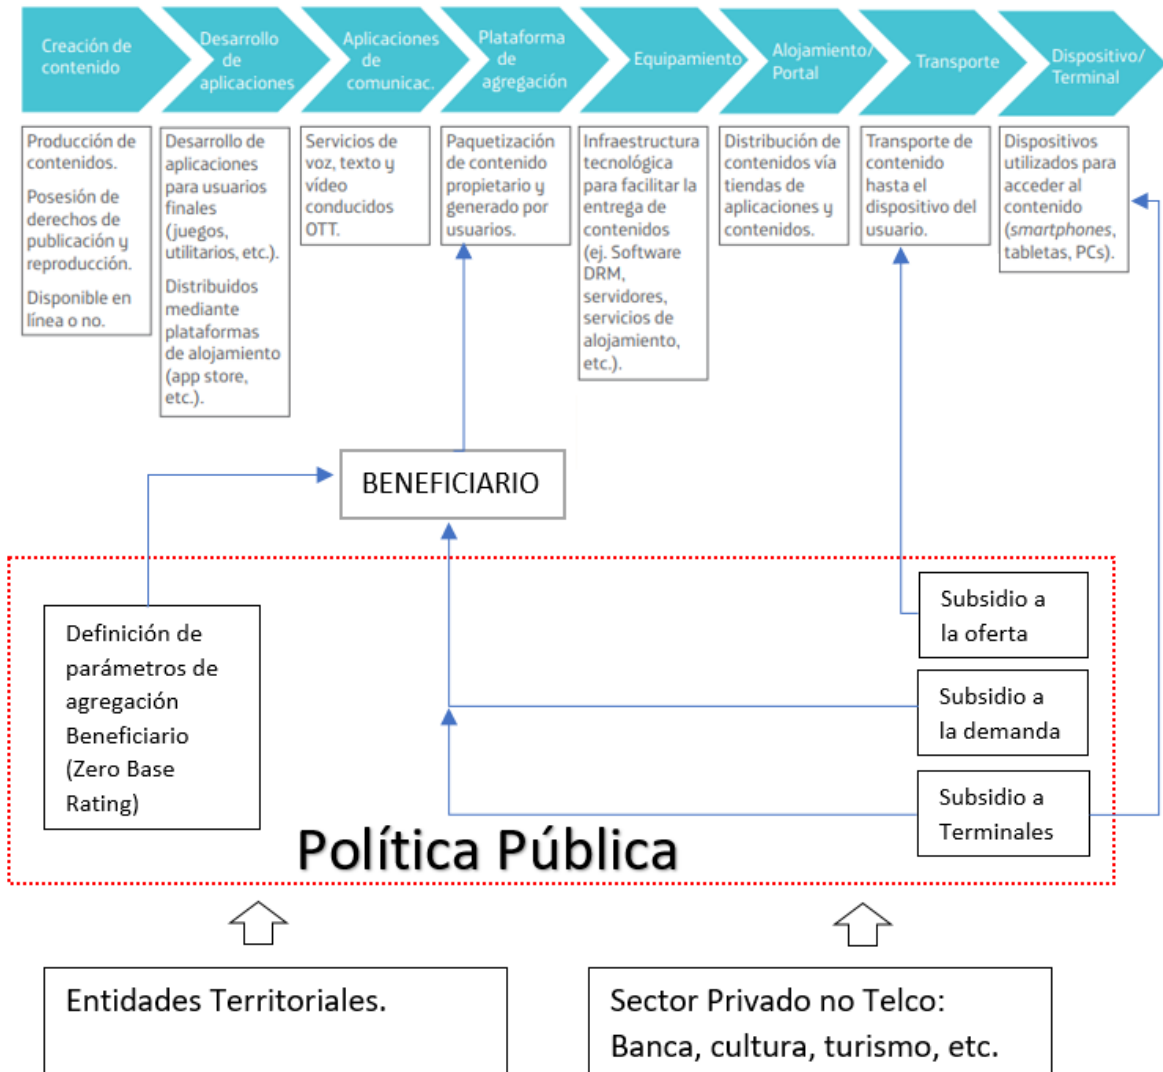 Creación de
contenido
Desarrollo
de
aplicaciones
Aplicaciones
de
comunicac.
Plataforma
de
agregación
Equipamiento
Alojamiento/
Portal
Transporte
Dispositivo/
Terminal
Producción de
contenidos.
Posesión de
derechos de
publicación y
reproducción.
Disponible en
línea o no.
Desarrollo de
aplicaciones
para usuarios
finales
(juegos,
utilitarios, etc.).
Distribuidos
mediante
plataformas
de alojamiento
(app store,
etc.).
Servicios de
voz, texto y
vídeo
conducidos
OTT.
Paquetización
de contenido
propietario y
generado por
usuarios.
Infraestructura
tecnológica
para facilitar la
entrega de
contenidos
(ej. Software
DRM,
servidores,
servicios de
alojamiento,
etc.).
Distribución de
contenidos vía
tiendas de
aplicaciones y
contenidos.
Transporte de
contenido
hasta el
dispositivo del
usuario.
Dispositivos
utilizados para
acceder al
contenido
(smartphones,
tabletas, PCs).
BENEFICIARIO
Definición de
parámetros de
agregación
Beneficiario
(Zero Base
Rating)
Subsidio a
la oferta
Subsidio a
la demanda
Subsidio a
Terminales
Política Pública
Entidades Territoriales.
Sector Privado no Telco:
Banca, cultura, turismo, etc.